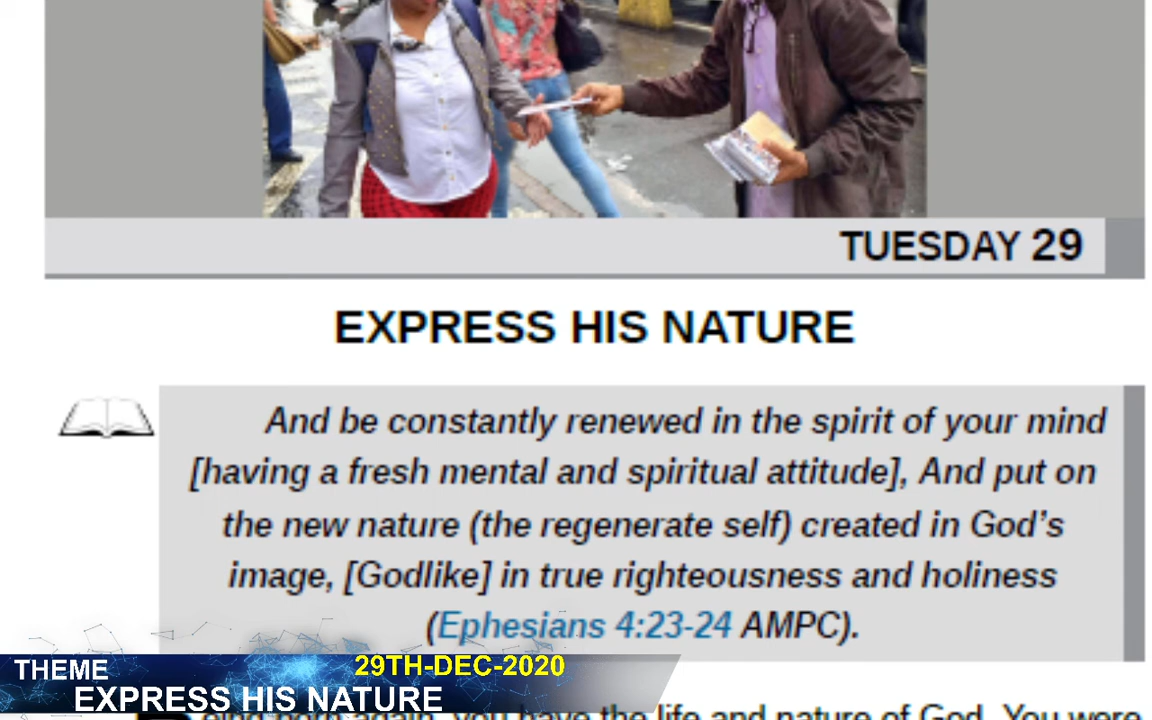 TUESDAY 29
EXPRESS HIS NATURE
And be constantly renewed in the spirit of your mind
[having a fresh mental and spiritual attitude], And put on
the new nature (the regenerate self) created in God’s
image, [Godlike] in true righteousness and holiness
(Ephesians 4:23-24 AMPC).
THEME
29TH-DEC-2020
EXPRESS HIS NATURE
you have the life and nature of God. You were